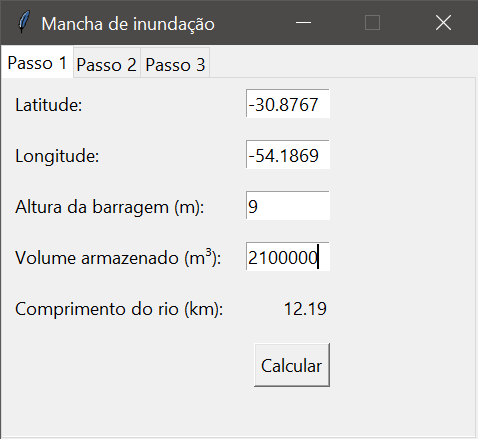 Mancha de inundação
Passo 1 Passo 2 Passo 3
Latitude: -30.8767
Longitude: -54.1869
Altura da barragem (m): 9
Volume armazenado (m³): 2100000
Comprimento do rio (km): 12.19
Calcular